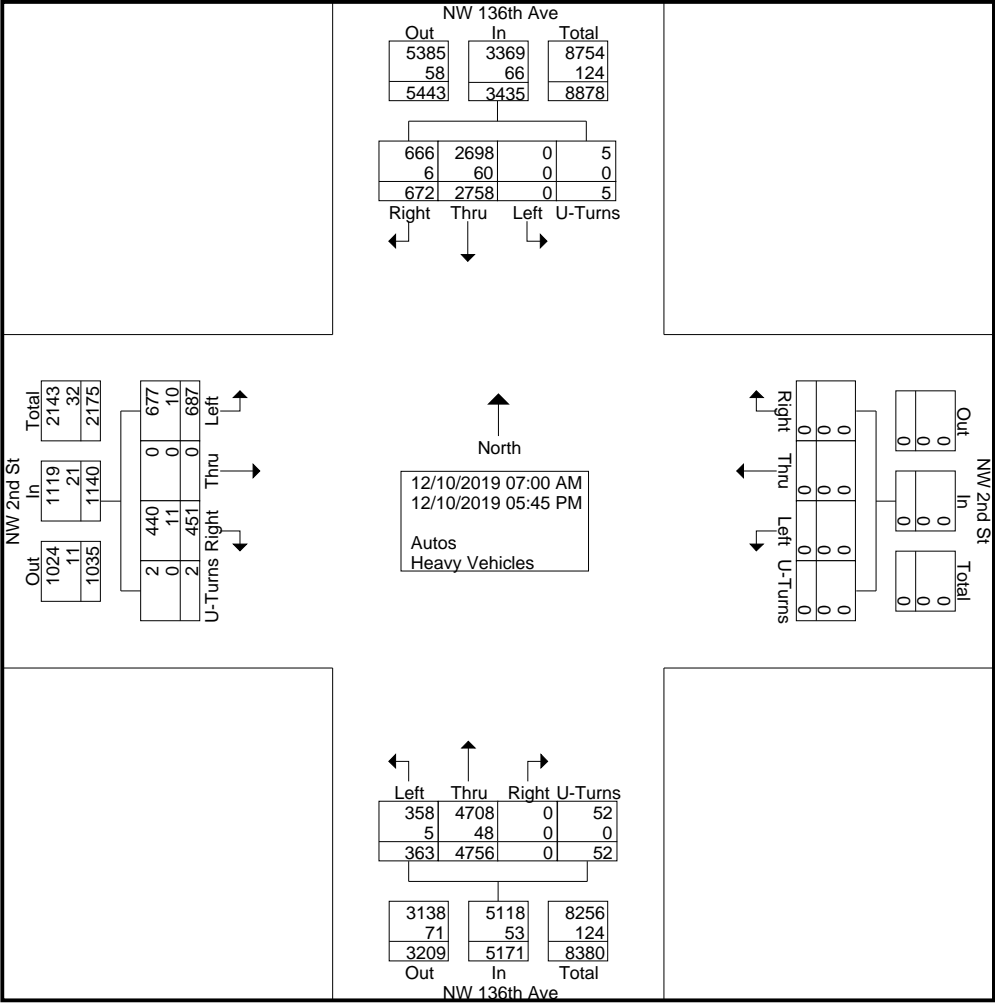 NW 136th Ave
Out In Total
5385 3369 8754
58 66 124
5443 3435 8878
666 2698 0 5
6 60 0 0
672 2758 0 5
Right Thru Left U-Turns
NW 2nd St
Total
2143
32
2175
In
1119
21
1140
Out
1024
11
1035
677
10
687
Left
0
0
0
Thru
440
11
451
Right
2
0
2
U-Turns
North
12/10/2019 07:00 AM
12/10/2019 05:45 PM
Autos
Heavy Vehicles
Right
0
0
0
Thru
0
0
0
Left
0
0
0
U-Turns
0
0
0
Out
0
0
0
In
0
0
0
Total
0
0
0
NW 2nd St
Left Thru Right U-Turns
358 4708 0 52
5 48 0 0
363 4756 0 52
3138 5118 8256
71 53 124
3209 5171 8380
Out In Total
NW 136th Ave